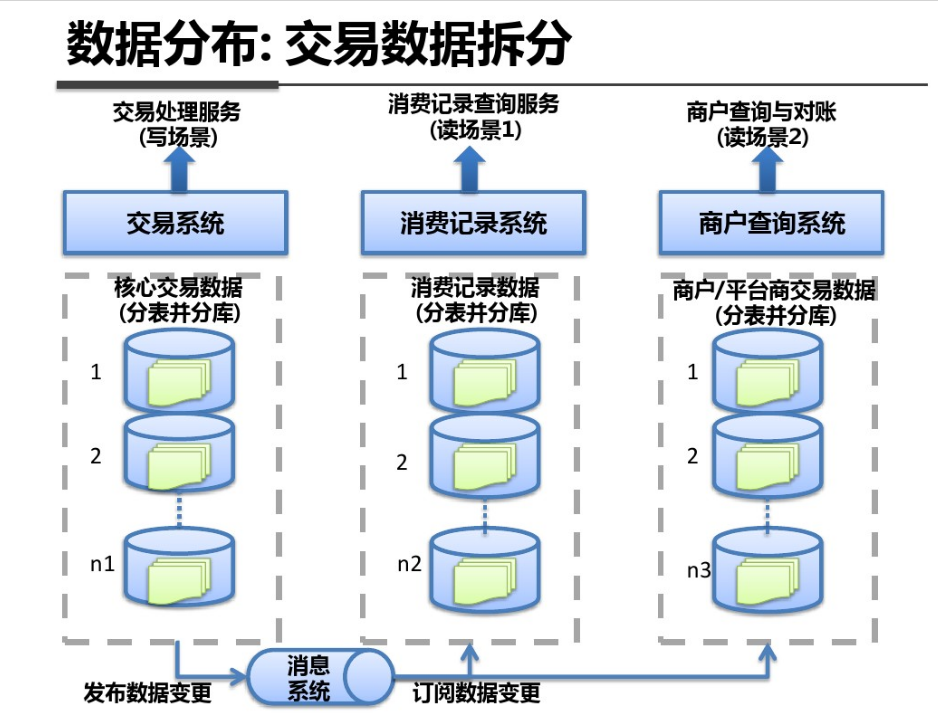 数据分布: 交易数据拆分
交易处理服务
(写场景)
消费记录查询服务
(读场景1)
商户查询与对账
(读场景2)
交易系统
消费记录系统
商户查询系统
核心交易数据
(分表并分库)
1
2
n1
消费记录数据
(分表并分库)
1
2
n2
商户/平台商交易数据
(分表并分库)
1
2
n3
发布数据变更
消息
系统
订阅数据变更